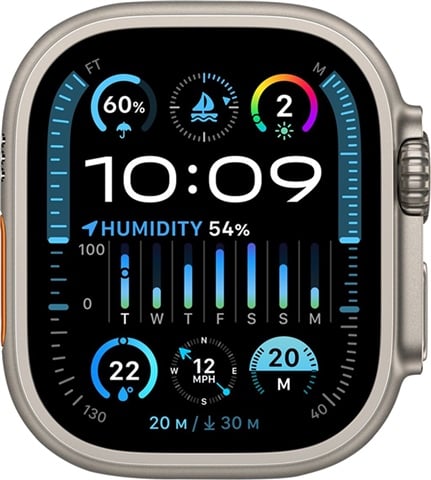 FT
M
60%
2
10:09
HUMIDITY 54%
100
0
T W T F S S M
22
N
W
E
S
12
MPH
20
M
130
40
20 M / ↓ 30 M